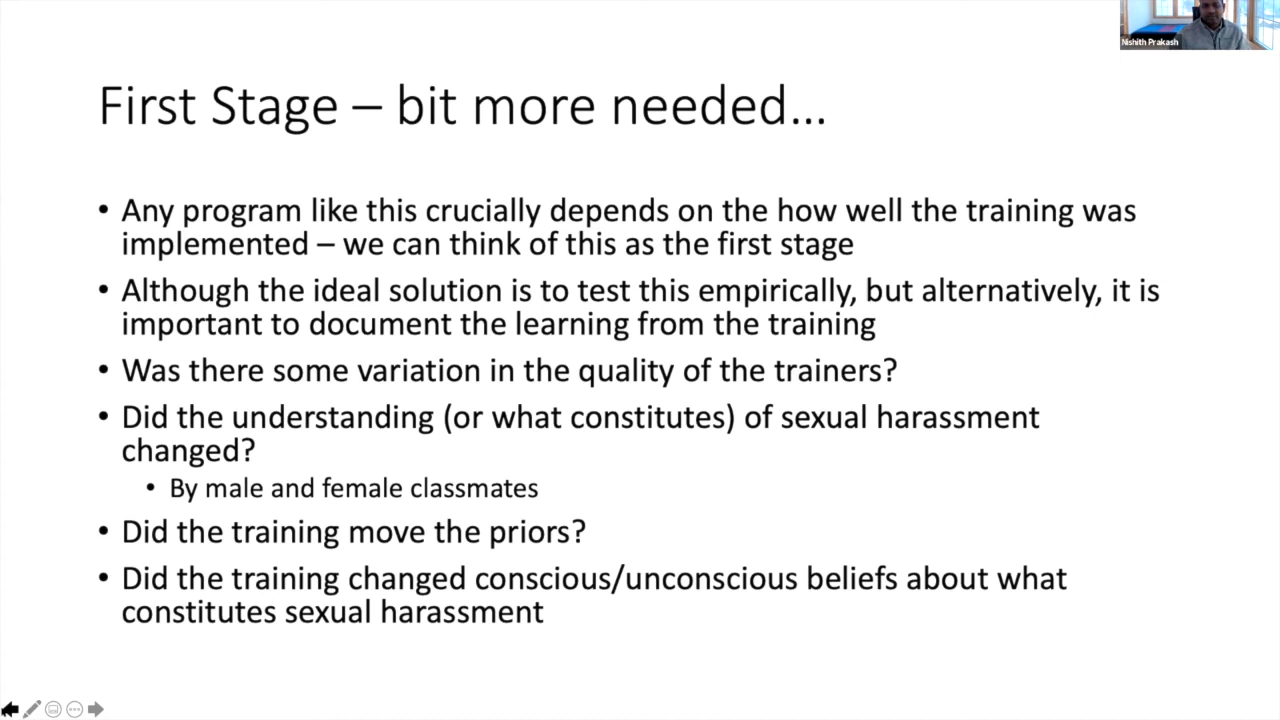 Nishith Prakash
First Stage – bit more needed…
• Any program like this crucially depends on the how well the training was
implemented – we can think of this as the first stage
• Although the ideal solution is to test this empirically, but alternatively, it is
important to document the learning from the training
• Was there some variation in the quality of the trainers?
• Did the understanding (or what constitutes) of sexual harassment
changed?
• By male and female classmates
• Did the training move the priors?
• Did the training changed conscious/unconscious beliefs about what
constitutes sexual harassment